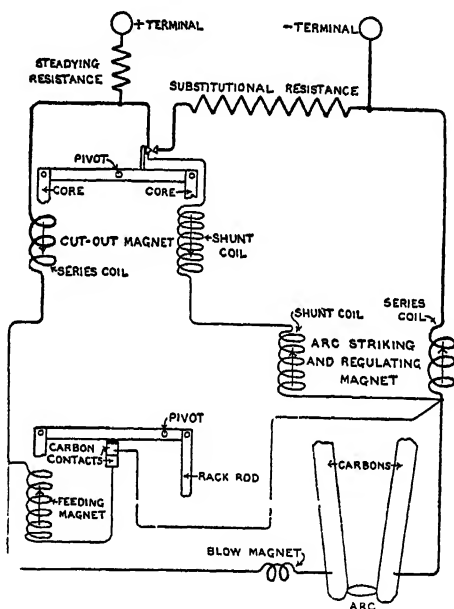 + TERMINAL
− TERMINAL
STEADYING
RESISTANCE
SUBSTITUTIONAL RESISTANCE
PIVOT
CORE
CORE
CUT-OUT MAGNET
SHUNT
COIL
SERIES COIL
SHUNT COIL
SERIES
COIL
ARC STRIKING
AND REGULATING
MAGNET
PIVOT
CARBON
CONTACTS
RACK ROD
CARBONS
FEEDING
MAGNET
BLOW MAGNET
ARC